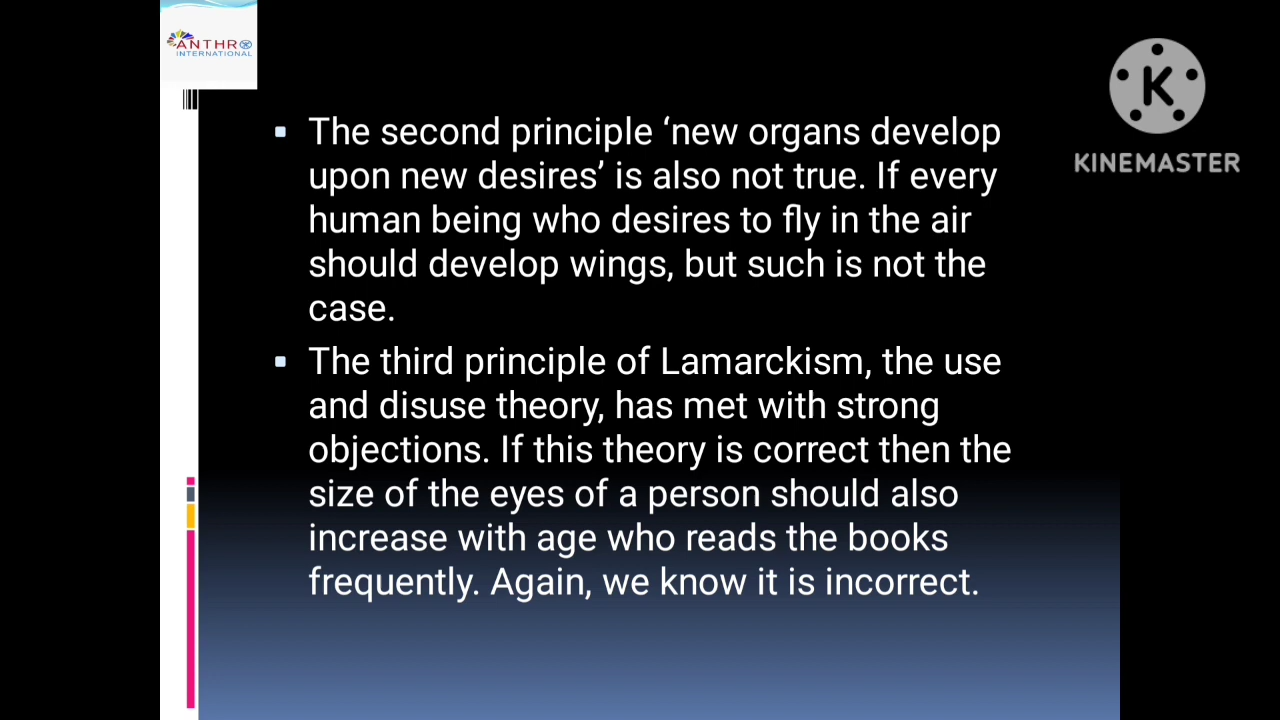 ANTHRO
INTERNATIONAL
KINEMASTER
▪ The second principle ‘new organs develop
upon new desires’ is also not true. If every
human being who desires to fly in the air
should develop wings, but such is not the
case.
▪ The third principle of Lamarckism, the use
and disuse theory, has met with strong
objections. If this theory is correct then the
size of the eyes of a person should also
increase with age who reads the books
frequently. Again, we know it is incorrect.